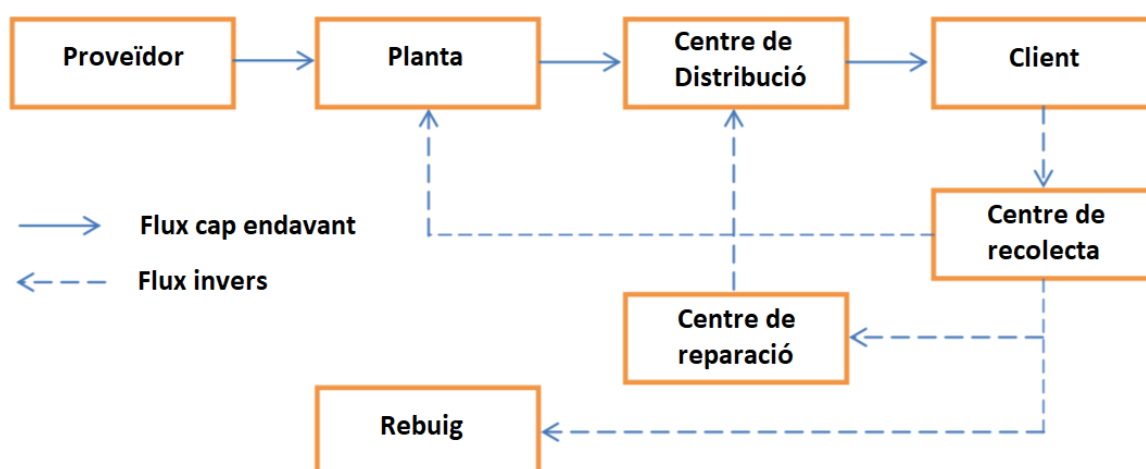 Proveïdor
Planta
Centre de
Distribució
Client
Centre de
recolecta
Flux cap endavant
Flux invers
Centre de
reparació
Rebuig